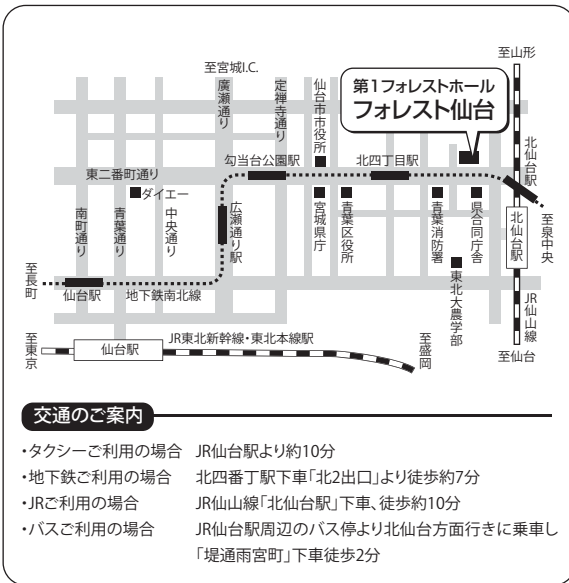 至山形
至宮城I.C.
廣瀬通り
定禅寺通り
仙台市市役所
第1フォレストホール
フォレスト仙台
北仙台駅
勾当台公園駅
北四丁目駅
東二番町通り
ダイエー
南町通り
青葉通り
中央通り
広瀬通り駅
宮城県庁
青葉区役所
青葉消防署
県合同庁舎
北仙台駅
至泉中央
東北大農学部
至長町
仙台駅
地下鉄南北線
JR仙山線
至仙台
至東京
仙台駅
JR東北新幹線・東北本線駅
至盛岡
交通のご案内
・タクシーご利用の場合 JR仙台駅より約10分
・地下鉄ご利用の場合 北四番丁駅下車「北2出口」より徒歩約7分
・JRご利用の場合 JR仙山線「北仙台駅」下車、徒歩約10分
・バスご利用の場合 JR仙台駅周辺のバス停より北仙台方面行きに乗車し
「堤通雨宮町」下車徒歩2分